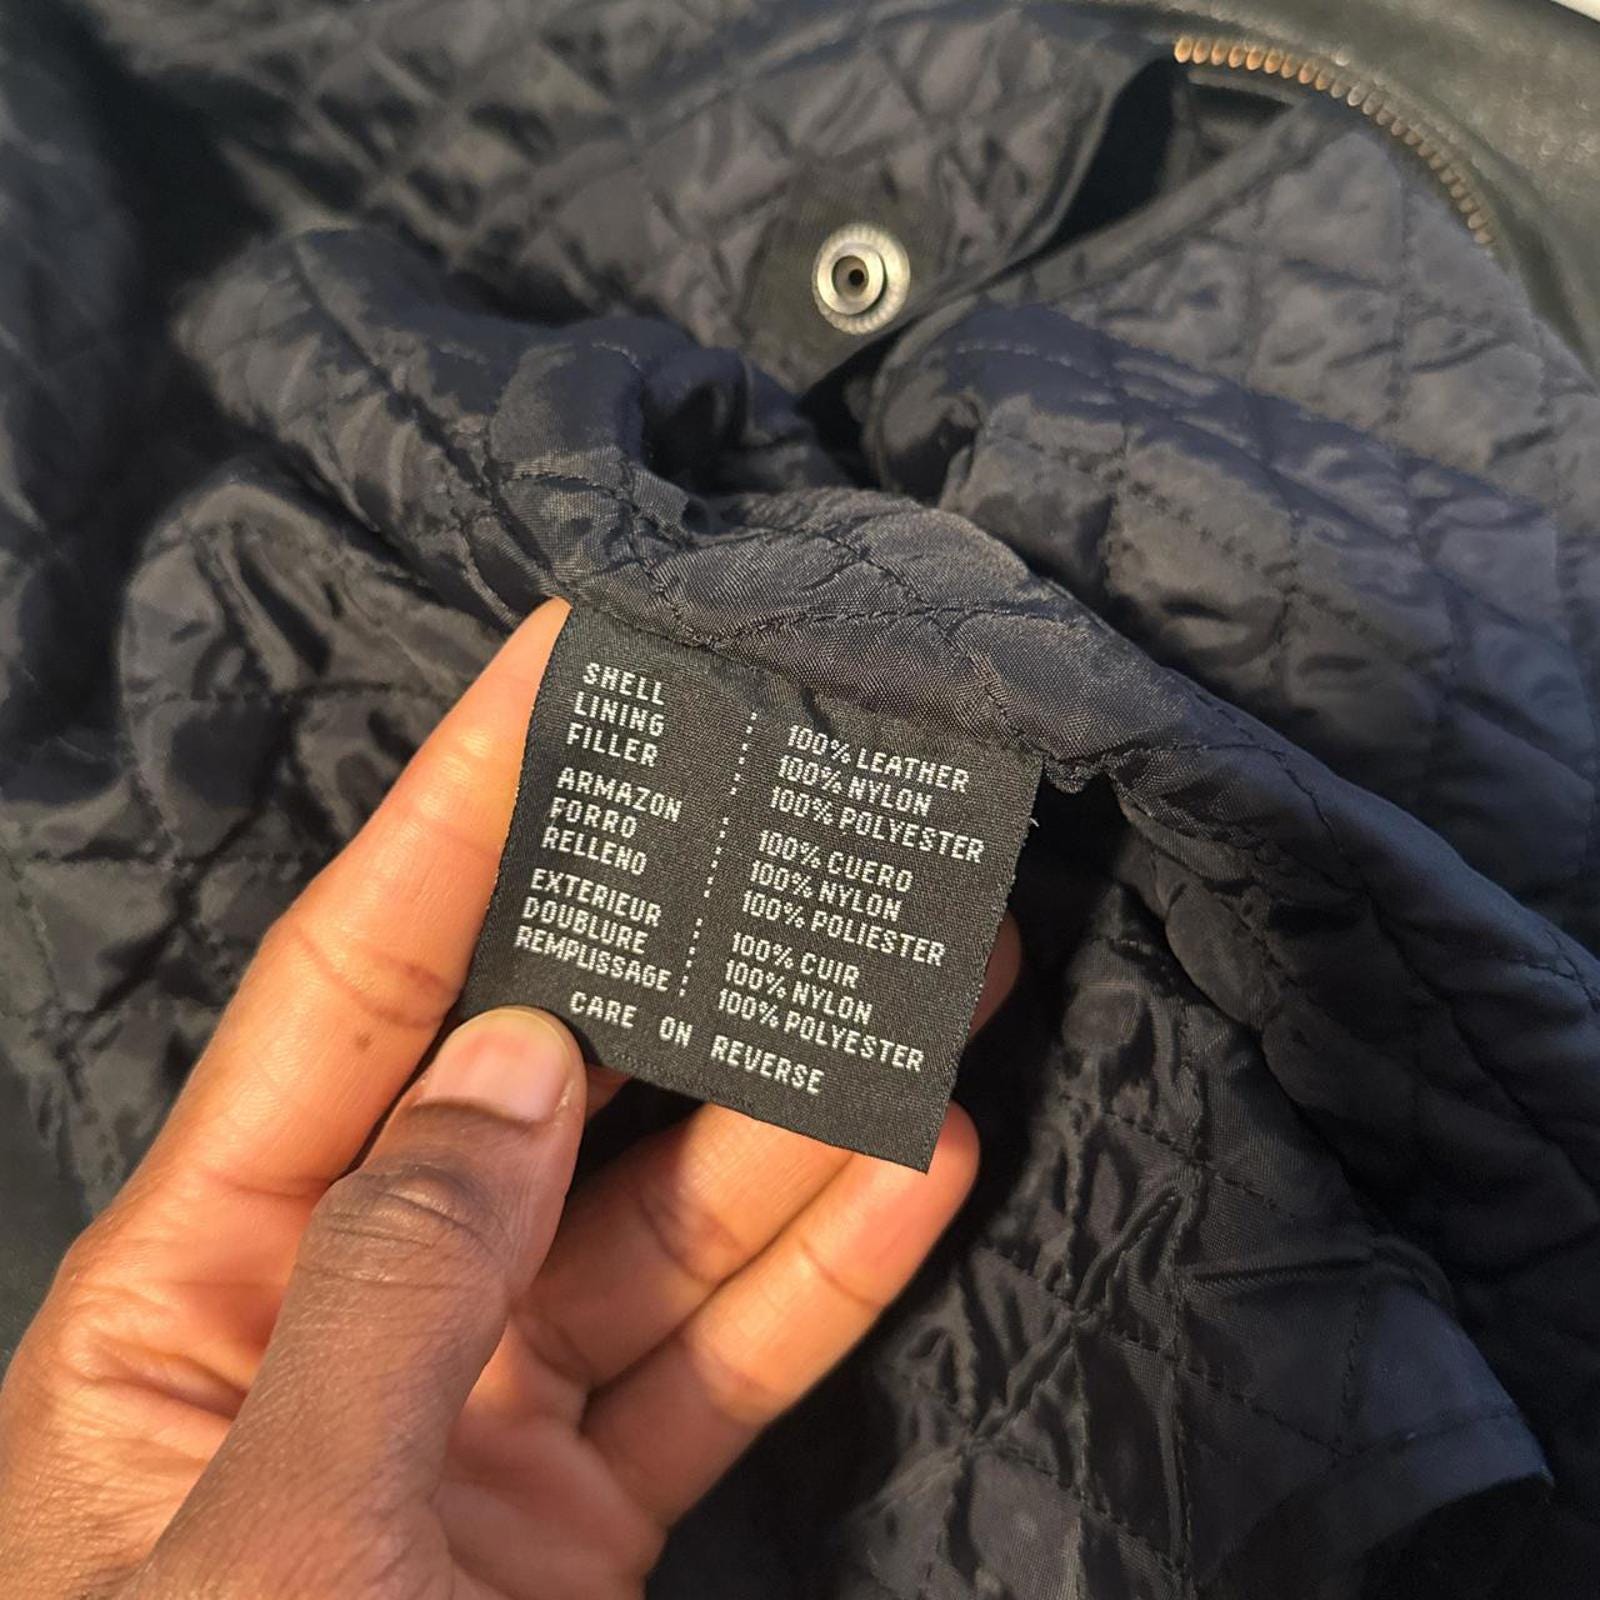 SHELL : 100% LEATHER
LINING : 100% NYLON
FILLER : 100% POLYESTER
ARMAZON : 100% CUERO
FORRO : 100% NYLON
RELLENO : 100% POLIESTER
EXTERIEUR : 100% CUIR
DOUBLURE : 100% NYLON
REMPLISSAGE : 100% POLYESTER
CARE ON REVERSE